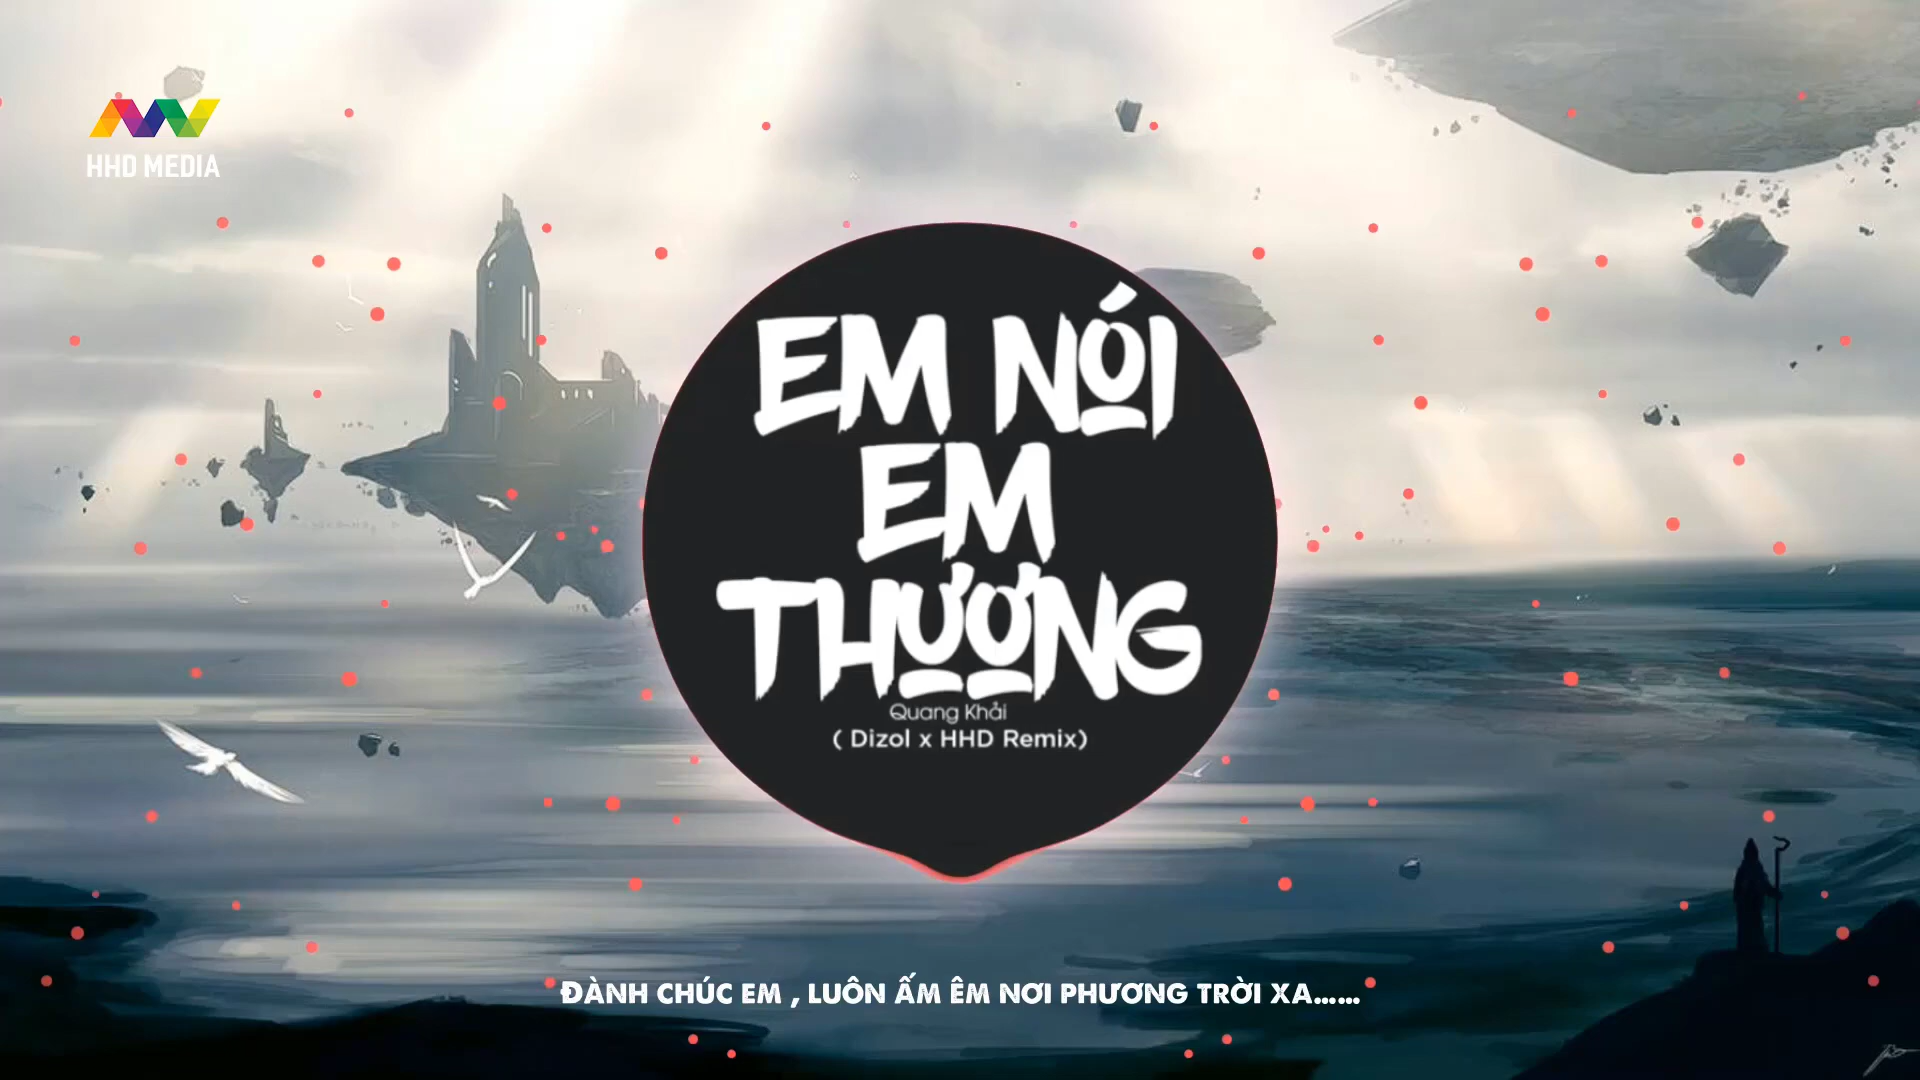 HHD MEDIA
EM NÓI
EM
THƯƠNG
Quang Khải
( Dizol x HHD Remix)
ĐÀNH CHÚC EM , LUÔN ẤM ÊM NƠI PHƯƠNG TRỜI XA......